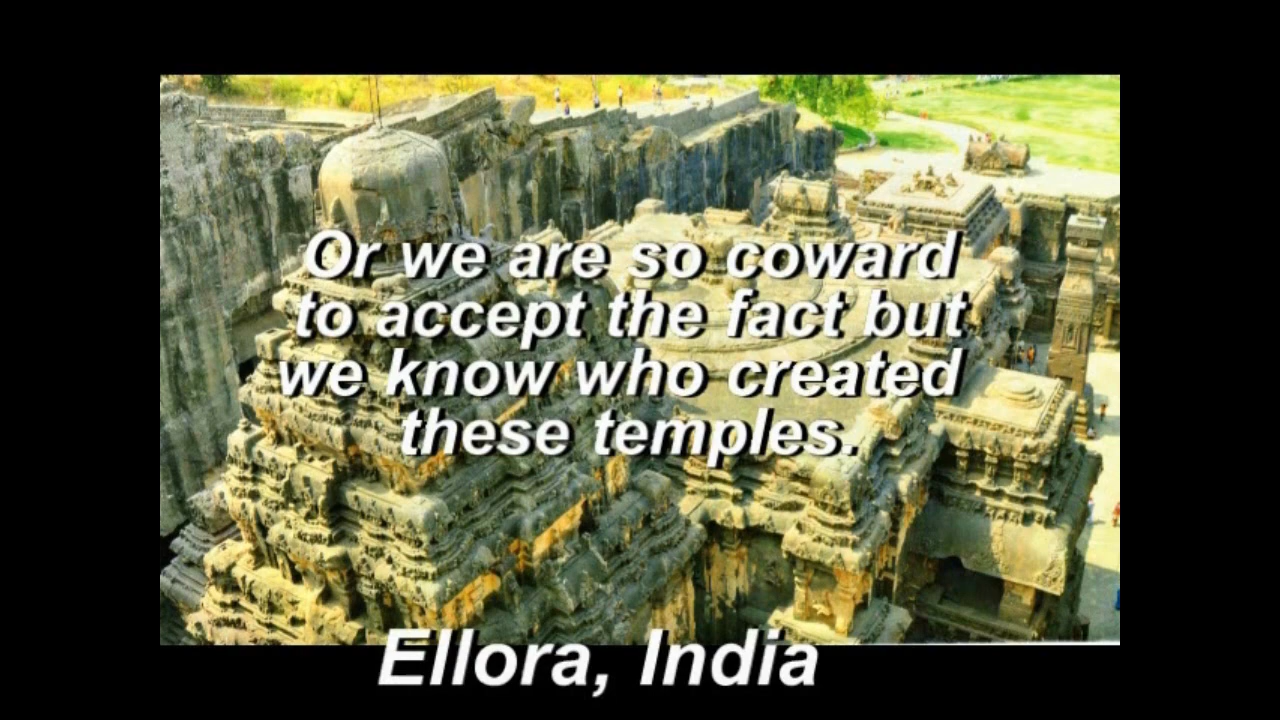 Or we are so coward
to accept the fact but
we know who created
these temples.
Ellora, India